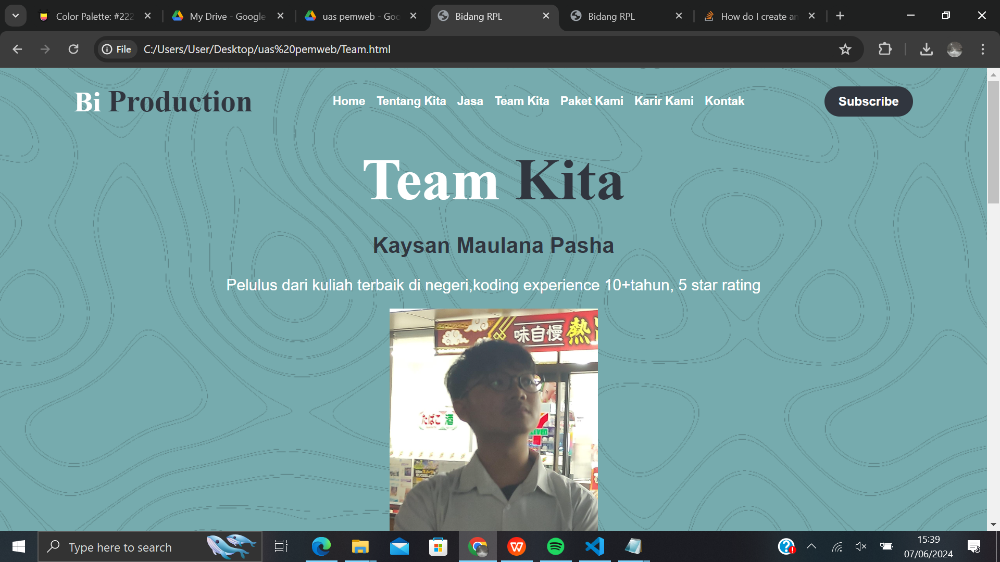 Color Palette: #222
My Drive - Google
uas pemweb - Goo
Bidang RPL
Bidang RPL
How do I create an
File
C:/Users/User/Desktop/uas%20pemweb/Team.html
Bi Production
Home
Tentang Kita
Jasa
Team Kita
Paket Kami
Karir Kami
Kontak
Subscribe
Team Kita
Kaysan Maulana Pasha
Pelulus dari kuliah terbaik di negeri,koding experience 10+tahun, 5 star rating
味自慢
熱
たばこ 酒
Type here to search
15:39
07/06/2024